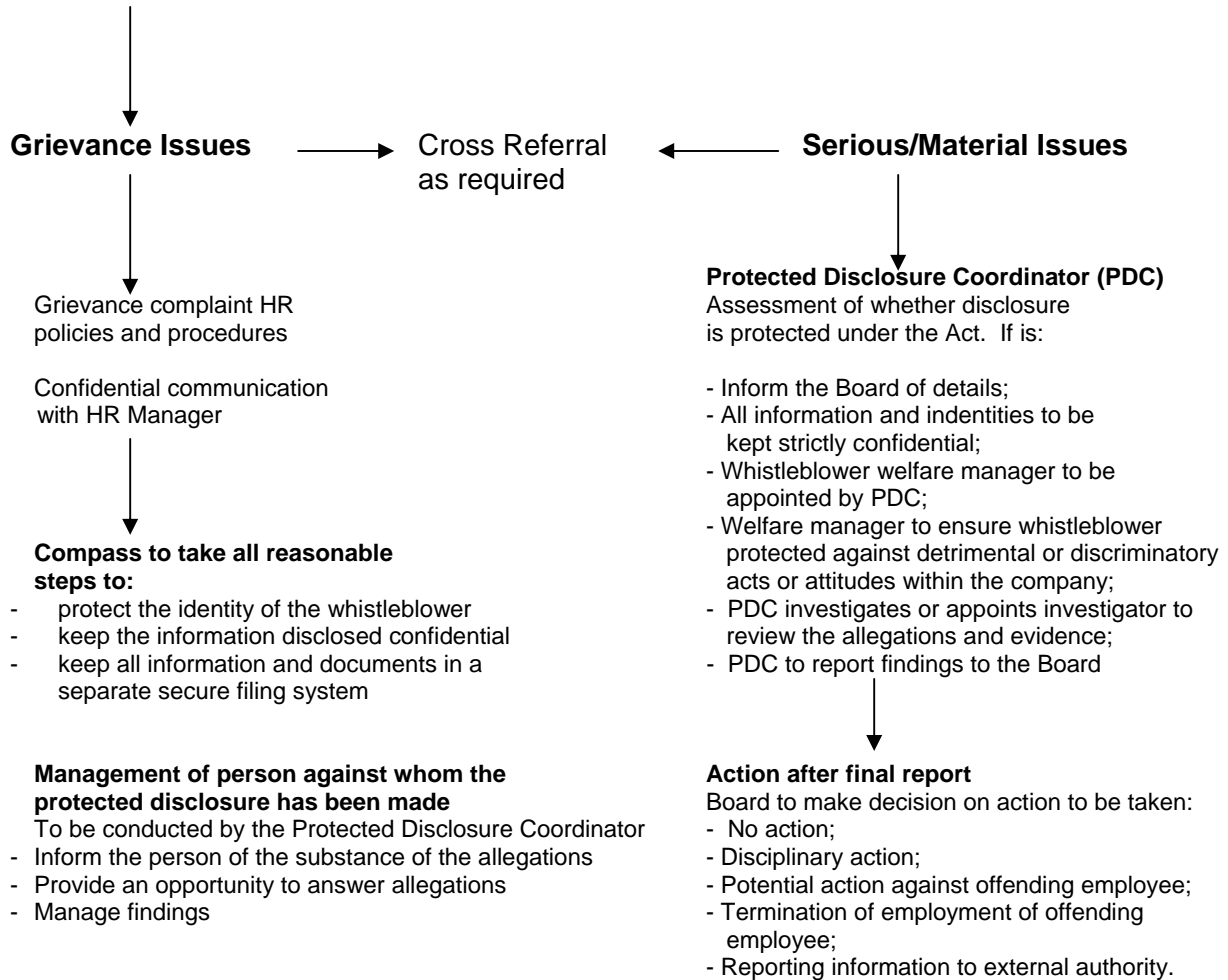 Grievance Issues
Cross Referral
as required
Serious/Material Issues
Grievance complaint HR
policies and procedures
Confidential communication
with HR Manager
Compass to take all reasonable
steps to:
- protect the identity of the whistleblower
- keep the information disclosed confidential
- keep all information and documents in a
separate secure filing system
Management of person against whom the
protected disclosure has been made
To be conducted by the Protected Disclosure Coordinator
- Inform the person of the substance of the allegations
- Provide an opportunity to answer allegations
- Manage findings
Protected Disclosure Coordinator (PDC)
Assessment of whether disclosure
is protected under the Act. If is:
- Inform the Board of details;
- All information and indentities to be
kept strictly confidential;
- Whistleblower welfare manager to be
appointed by PDC;
- Welfare manager to ensure whistleblower
protected against detrimental or discriminatory
acts or attitudes within the company;
- PDC investigates or appoints investigator to
review the allegations and evidence;
- PDC to report findings to the Board
Action after final report
Board to make decision on action to be taken:
- No action;
- Disciplinary action;
- Potential action against offending employee;
- Termination of employment of offending
employee;
- Reporting information to external authority.